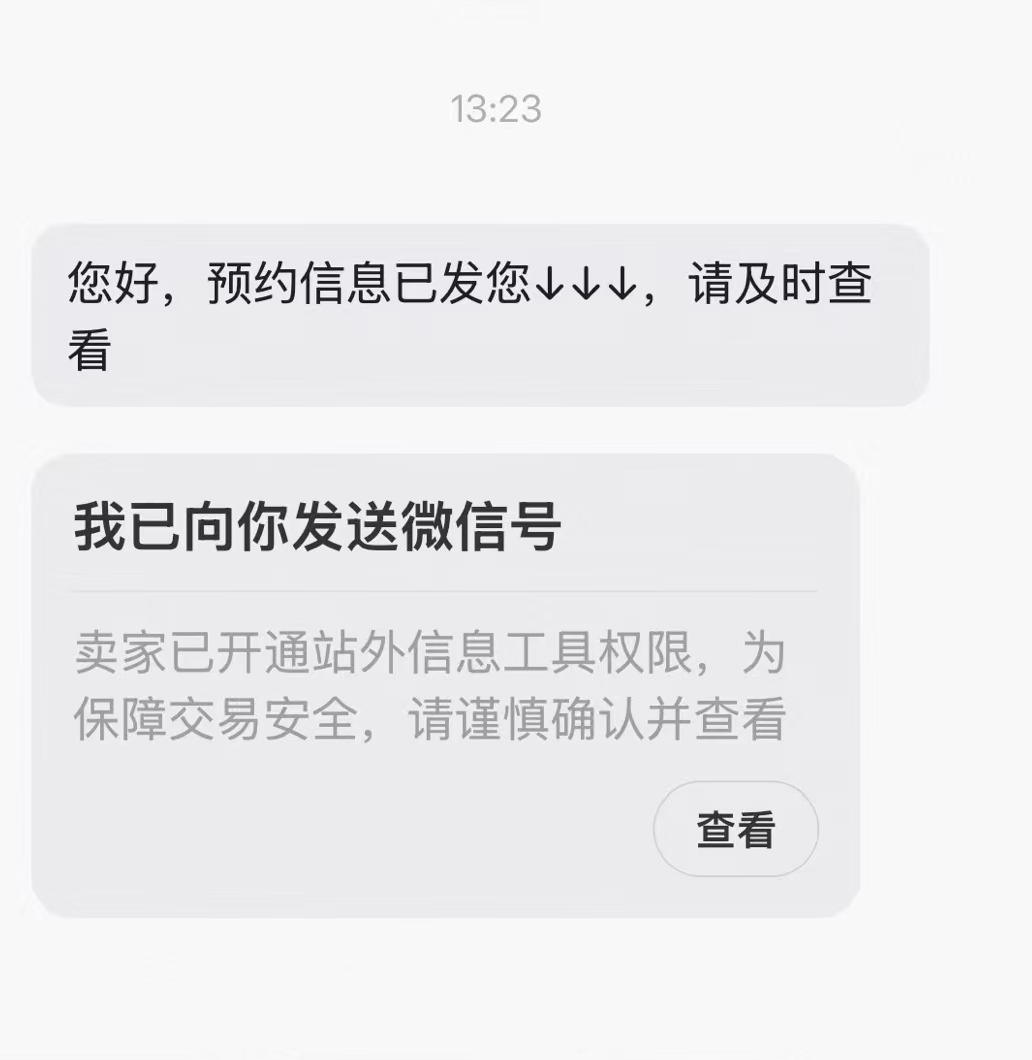 13:23
您好，预约信息已发您↓↓↓，请及时查
看
我已向你发送微信号
卖家已开通站外信息工具权限，为
保障交易安全，请谨慎确认并查看
查看